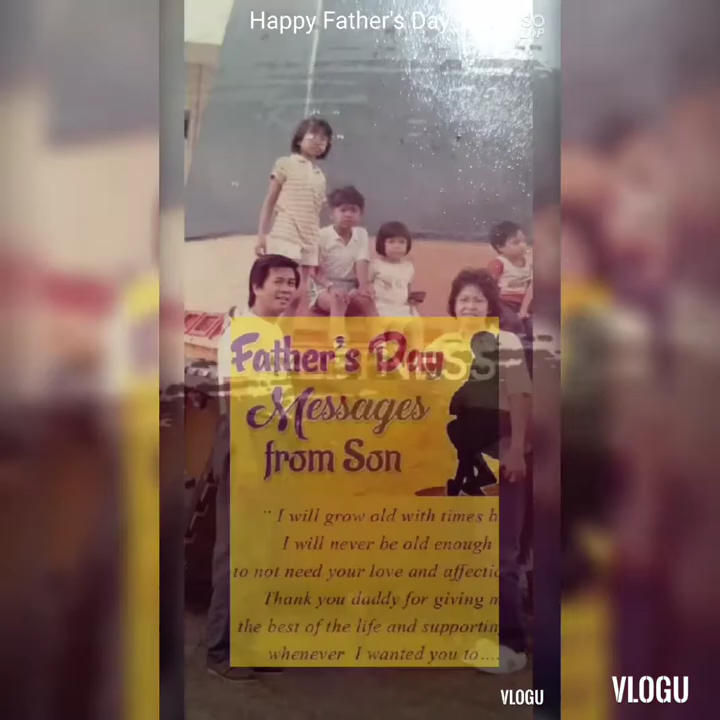 Happy Father's Day
SO
Father's Day
Messages
from Son
" I will grow old with times b
I will never be old enough
to not need your love and affectio
Thank you daddy for giving m
the best of the life and supportin
whenever I wanted you to....
VLOGU
VLOGU